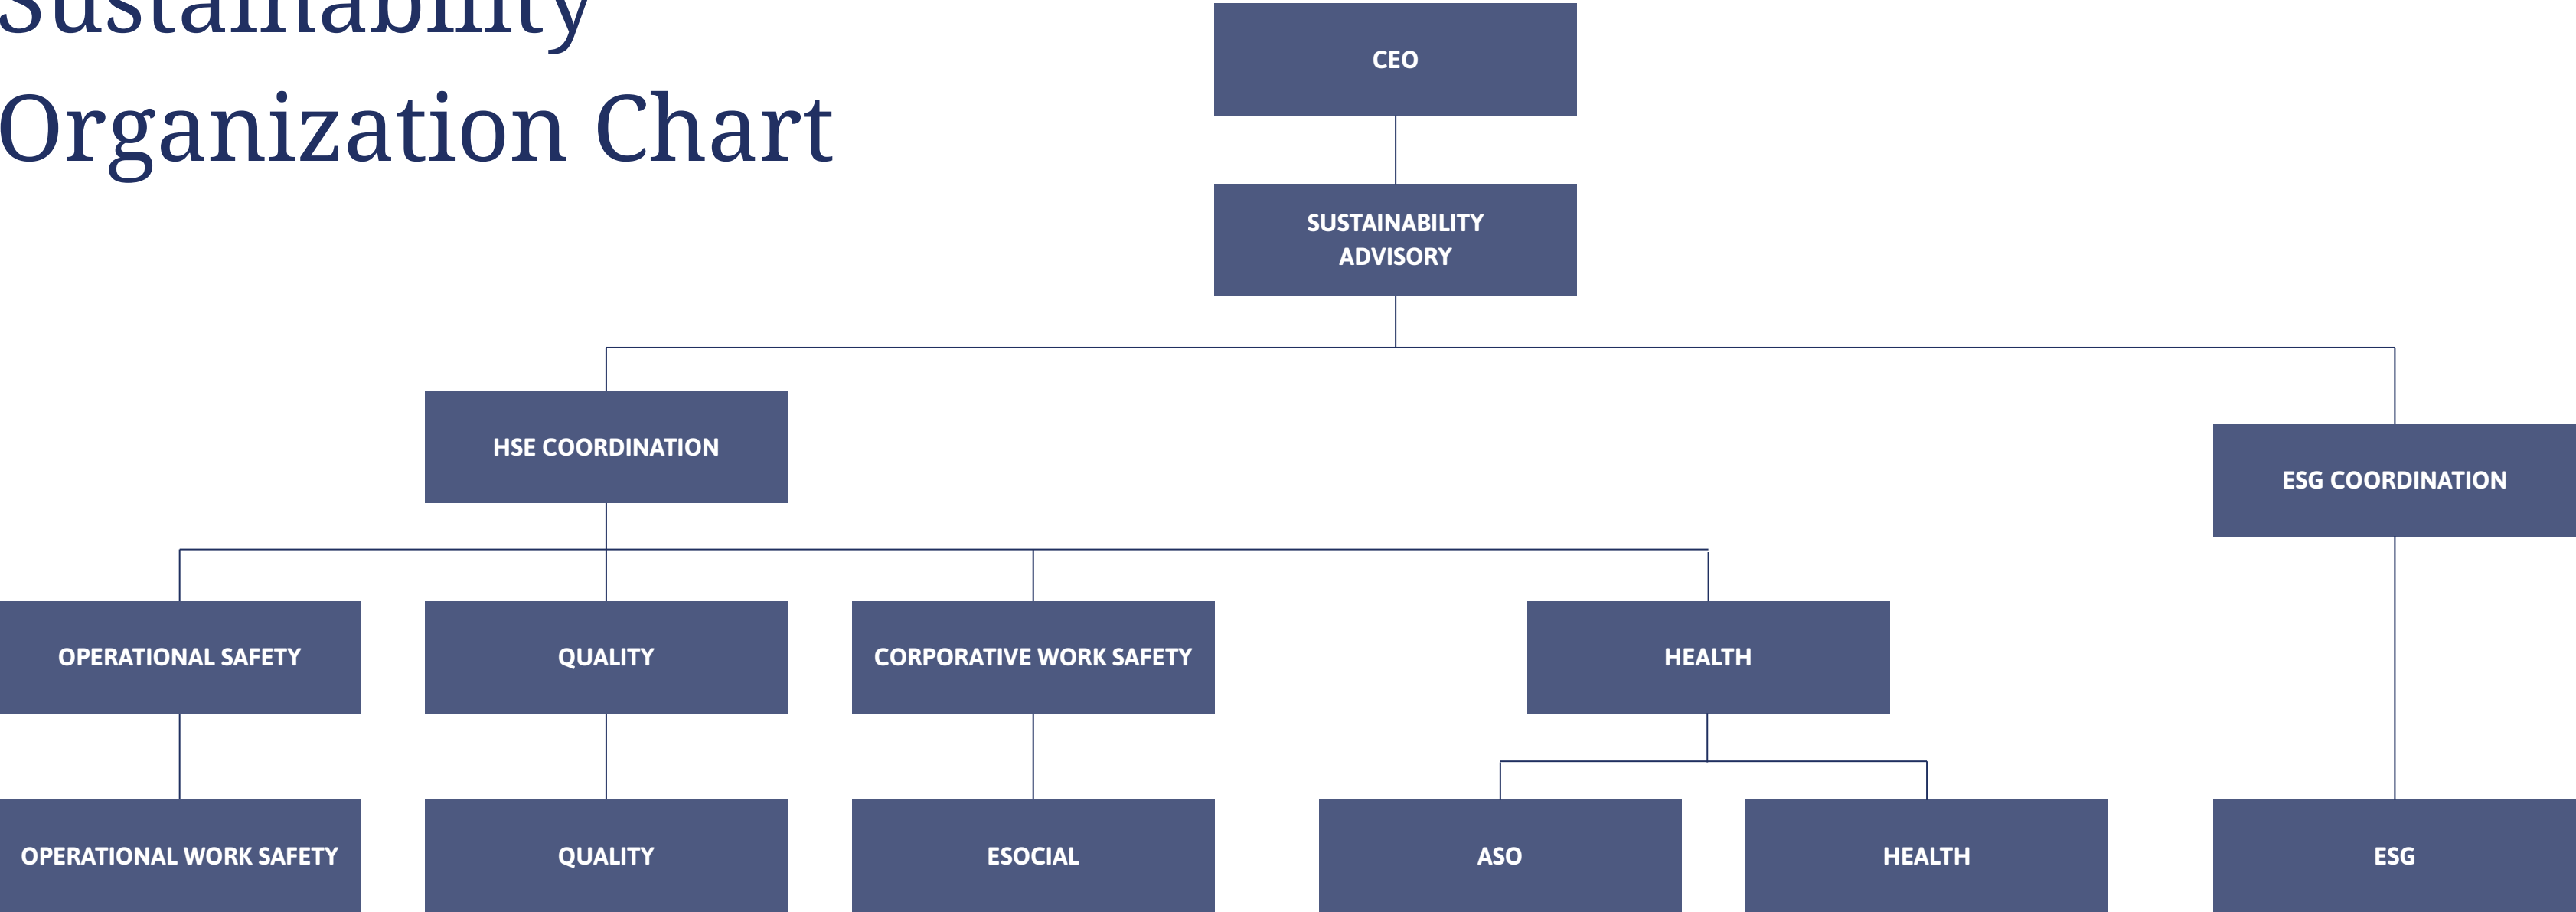 Sustainability
Organization Chart
CEO
SUSTAINABILITY
ADVISORY
HSE COORDINATION
ESG COORDINATION
OPERATIONAL SAFETY
QUALITY
CORPORATIVE WORK SAFETY
HEALTH
OPERATIONAL WORK SAFETY
QUALITY
ESOCIAL
ASO
HEALTH
ESG